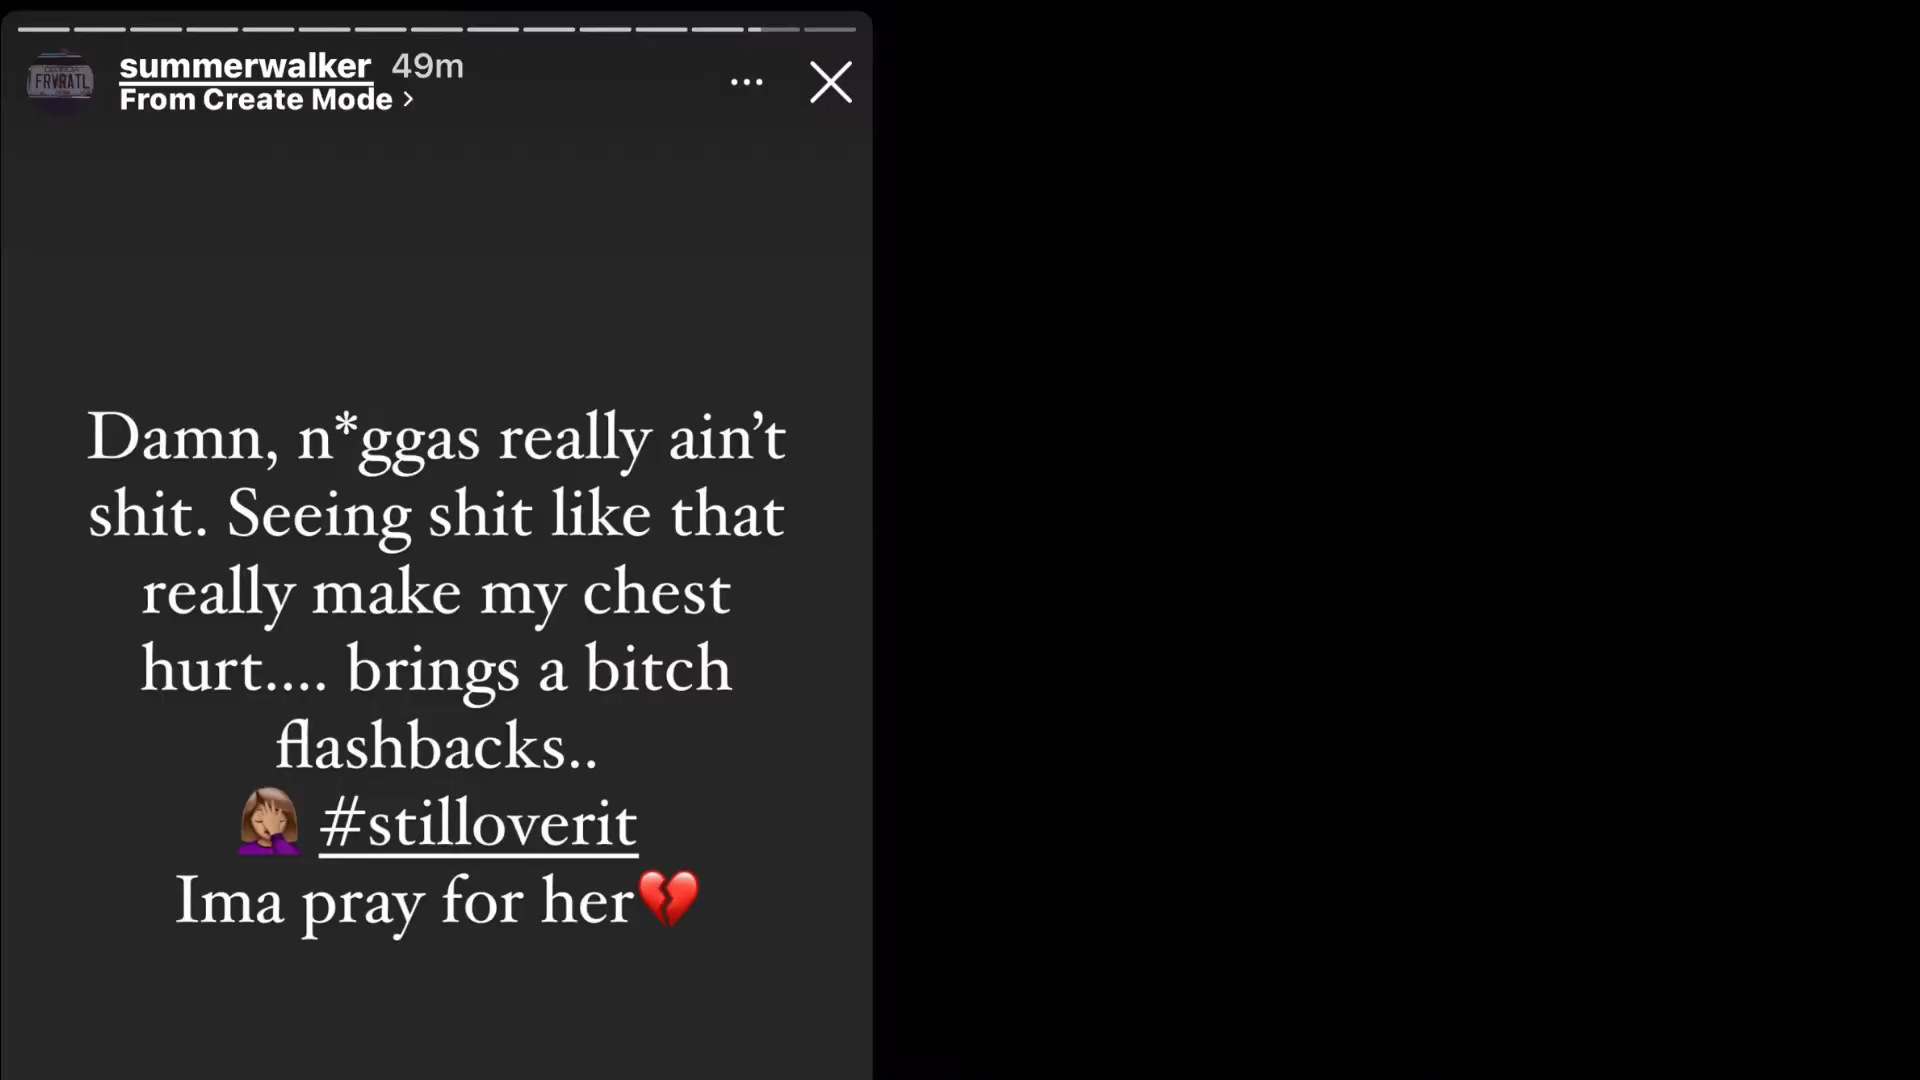 summerwalker 49m
From Create Mode >
FRVRATL
Damn, n*ggas really ain’t
shit. Seeing shit like that
really make my chest
hurt.... brings a bitch
flashbacks..
🤦🏽‍♀️ #stilloverit
Ima pray for her💔